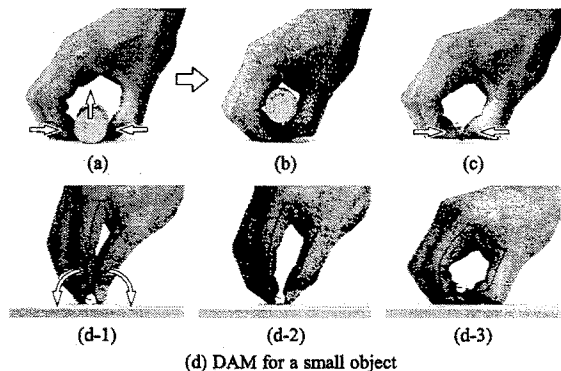 (a)
(b)
(c)
(d-1)
(d-2)
(d-3)
(d) DAM for a small object